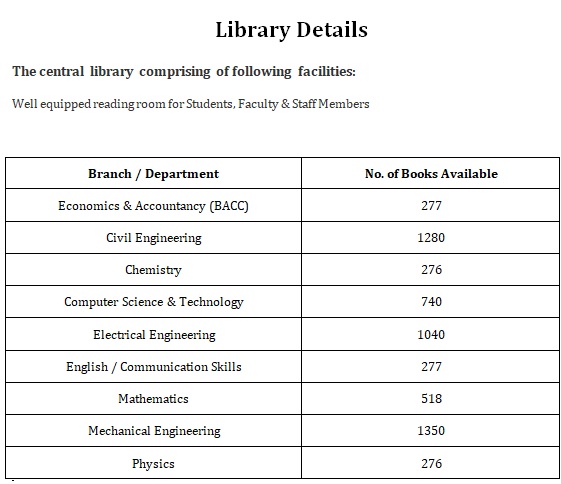 Library Details
The central library comprising of following facilities:
Well equipped reading room for Students, Faculty & Staff Members
Branch / Department No. of Books Available
Economics & Accountancy (BACC) 277
Civil Engineering 1280
Chemistry 276
Computer Science & Technology 740
Electrical Engineering 1040
English / Communication Skills 277
Mathematics 518
Mechanical Engineering 1350
Physics 276